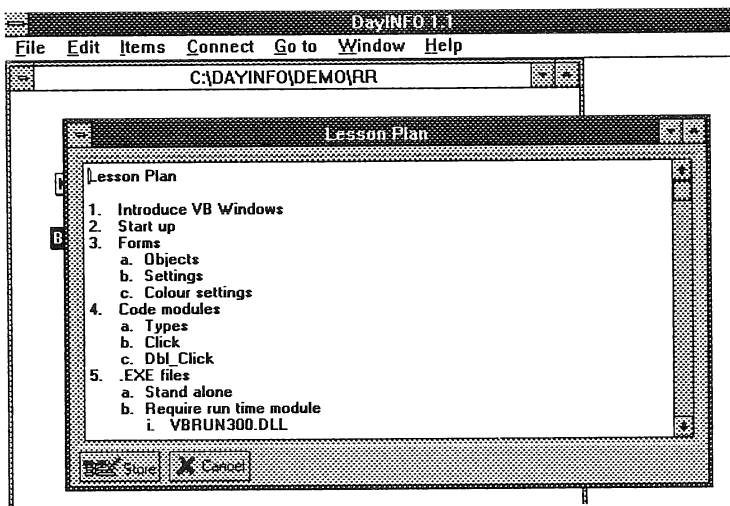 DayINFO 1.1
File Edit Items Connect Go to Window Help
C:\DAYINFO\DEMO\RR
Lesson Plan
Lesson Plan
1. Introduce VB Windows
2. Start up
3. Forms
a. Objects
b. Settings
c. Colour settings
4. Code modules
a. Types
b. Click
c. Dbl_Click
5. .EXE files
a. Stand alone
b. Require run time module
i. VBRUN300.DLL
B
Store Cancel